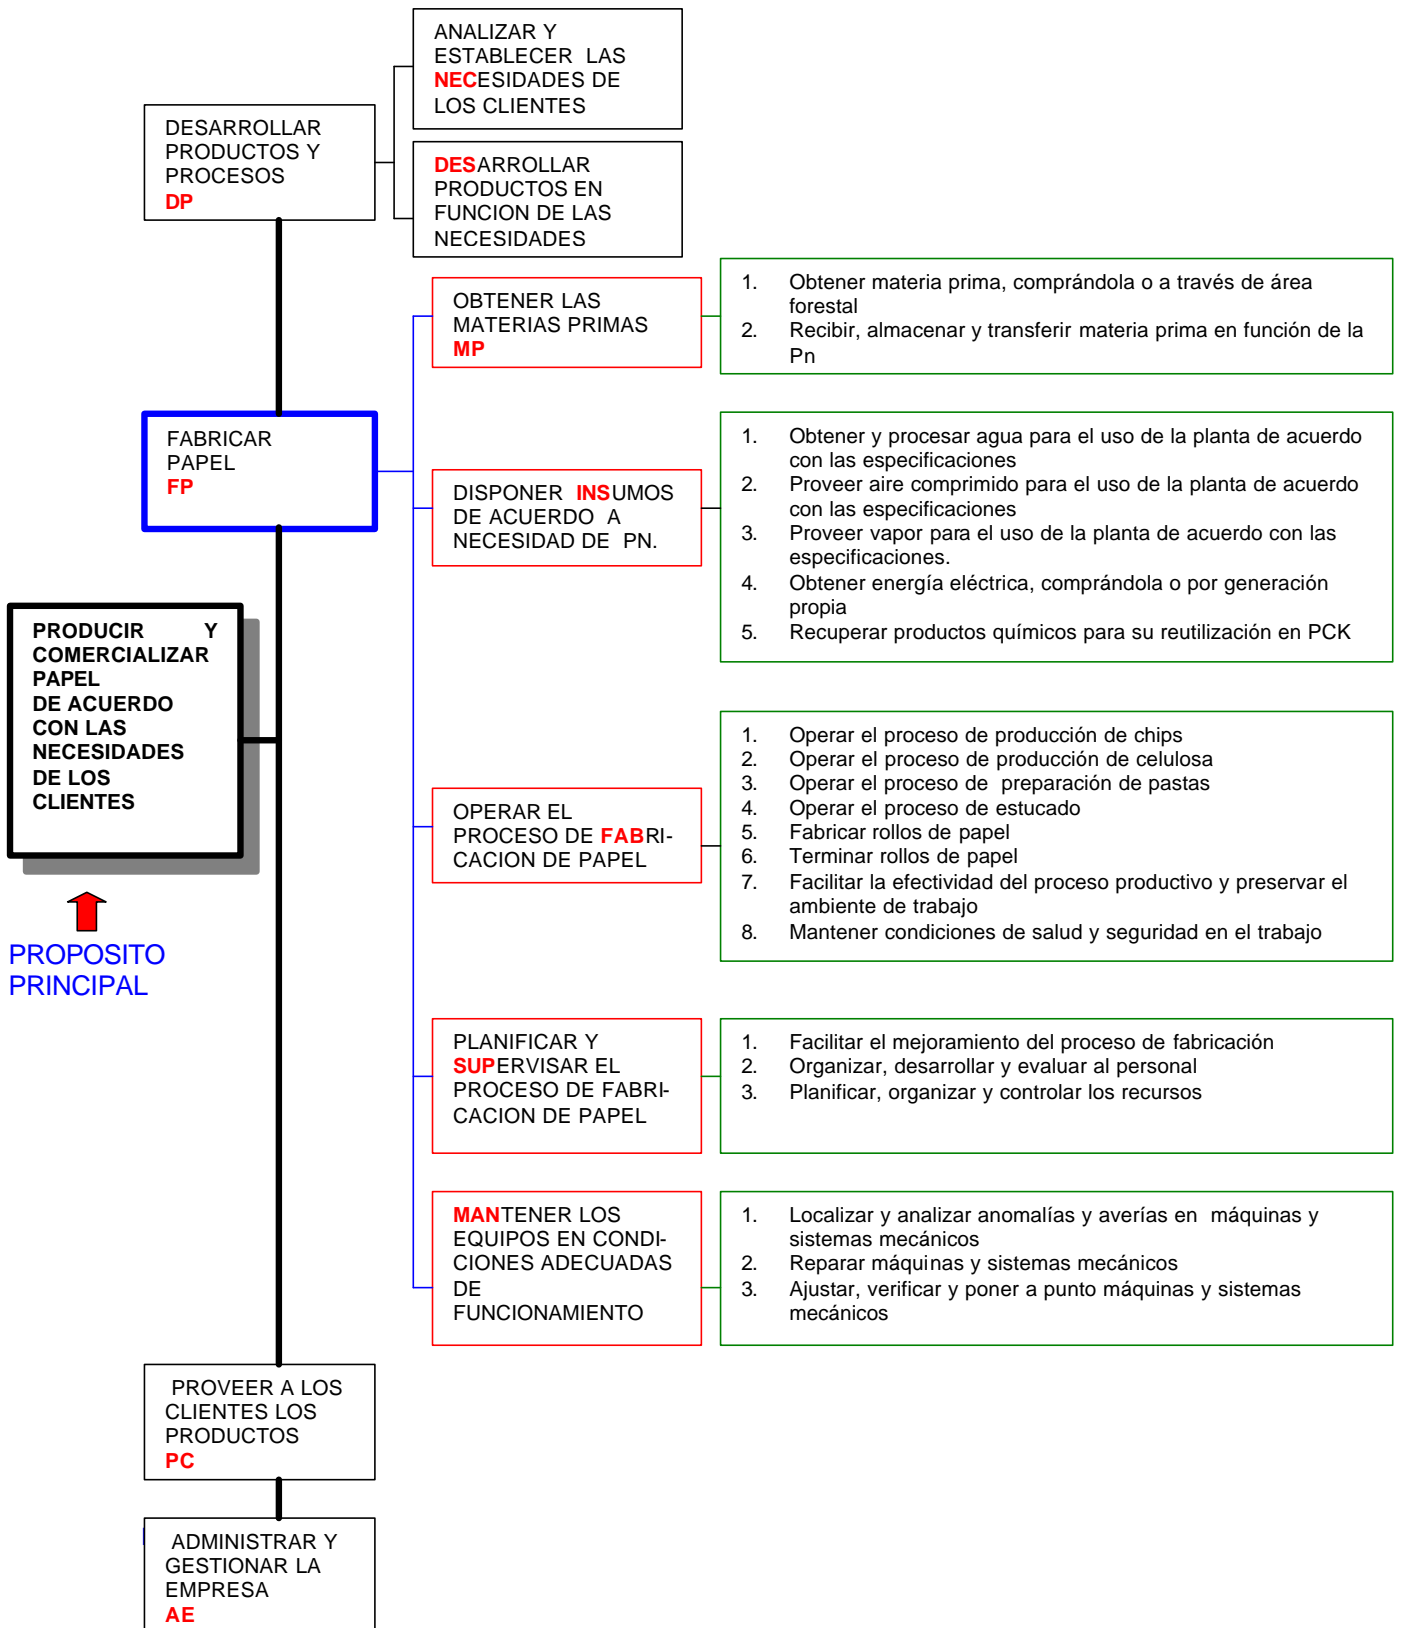 ANALIZAR Y
ESTABLECER LAS
NECESIDADES DE
LOS CLIENTES
DESARROLLAR
PRODUCTOS Y
PROCESOS
DP
DESARROLLAR
PRODUCTOS EN
FUNCION DE LAS
NECESIDADES
OBTENER LAS
MATERIAS PRIMAS
MP
1. Obtener materia prima, comprándola o a través de área
forestal
2. Recibir, almacenar y transferir materia prima en función de la
Pn
FABRICAR
PAPEL
FP
DISPONER INSUMOS
DE ACUERDO A
NECESIDAD DE PN.
1. Obtener y procesar agua para el uso de la planta de acuerdo
con las especificaciones
2. Proveer aire comprimido para el uso de la planta de acuerdo
con las especificaciones
3. Proveer vapor para el uso de la planta de acuerdo con las
especificaciones.
4. Obtener energía eléctrica, comprándola o por generación
propia
5. Recuperar productos químicos para su reutilización en PCK
PRODUCIR Y
COMERCIALIZAR
PAPEL
DE ACUERDO
CON LAS
NECESIDADES
DE LOS
CLIENTES
PROPOSITO
PRINCIPAL
OPERAR EL
PROCESO DE FABRI-
CACION DE PAPEL
1. Operar el proceso de producción de chips
2. Operar el proceso de producción de celulosa
3. Operar el proceso de preparación de pastas
4. Operar el proceso de estucado
5. Fabricar rollos de papel
6. Terminar rollos de papel
7. Facilitar la efectividad del proceso productivo y preservar el
ambiente de trabajo
8. Mantener condiciones de salud y seguridad en el trabajo
PLANIFICAR Y
SUPERVISAR EL
PROCESO DE FABRI-
CACION DE PAPEL
1. Facilitar el mejoramiento del proceso de fabricación
2. Organizar, desarrollar y evaluar al personal
3. Planificar, organizar y controlar los recursos
MANTENER LOS
EQUIPOS EN CONDI-
CIONES ADECUADAS
DE
FUNCIONAMIENTO
1. Localizar y analizar anomalías y averías en máquinas y
sistemas mecánicos
2. Reparar máquinas y sistemas mecánicos
3. Ajustar, verificar y poner a punto máquinas y sistemas
mecánicos
PROVEER A LOS
CLIENTES LOS
PRODUCTOS
PC
ADMINISTRAR Y
GESTIONAR LA
EMPRESA
AE